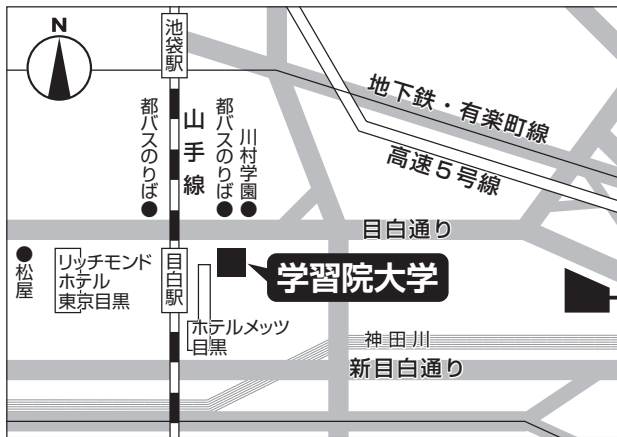 N
池袋駅
地下鉄・有楽町線
高速5号線
都バスのりば
山手線
都バスのりば
川村学園
目白通り
松屋
リッチモンド
ホテル
東京目黒
目白駅
学習院大学
ホテルメッツ
目黒
神田川
新目白通り